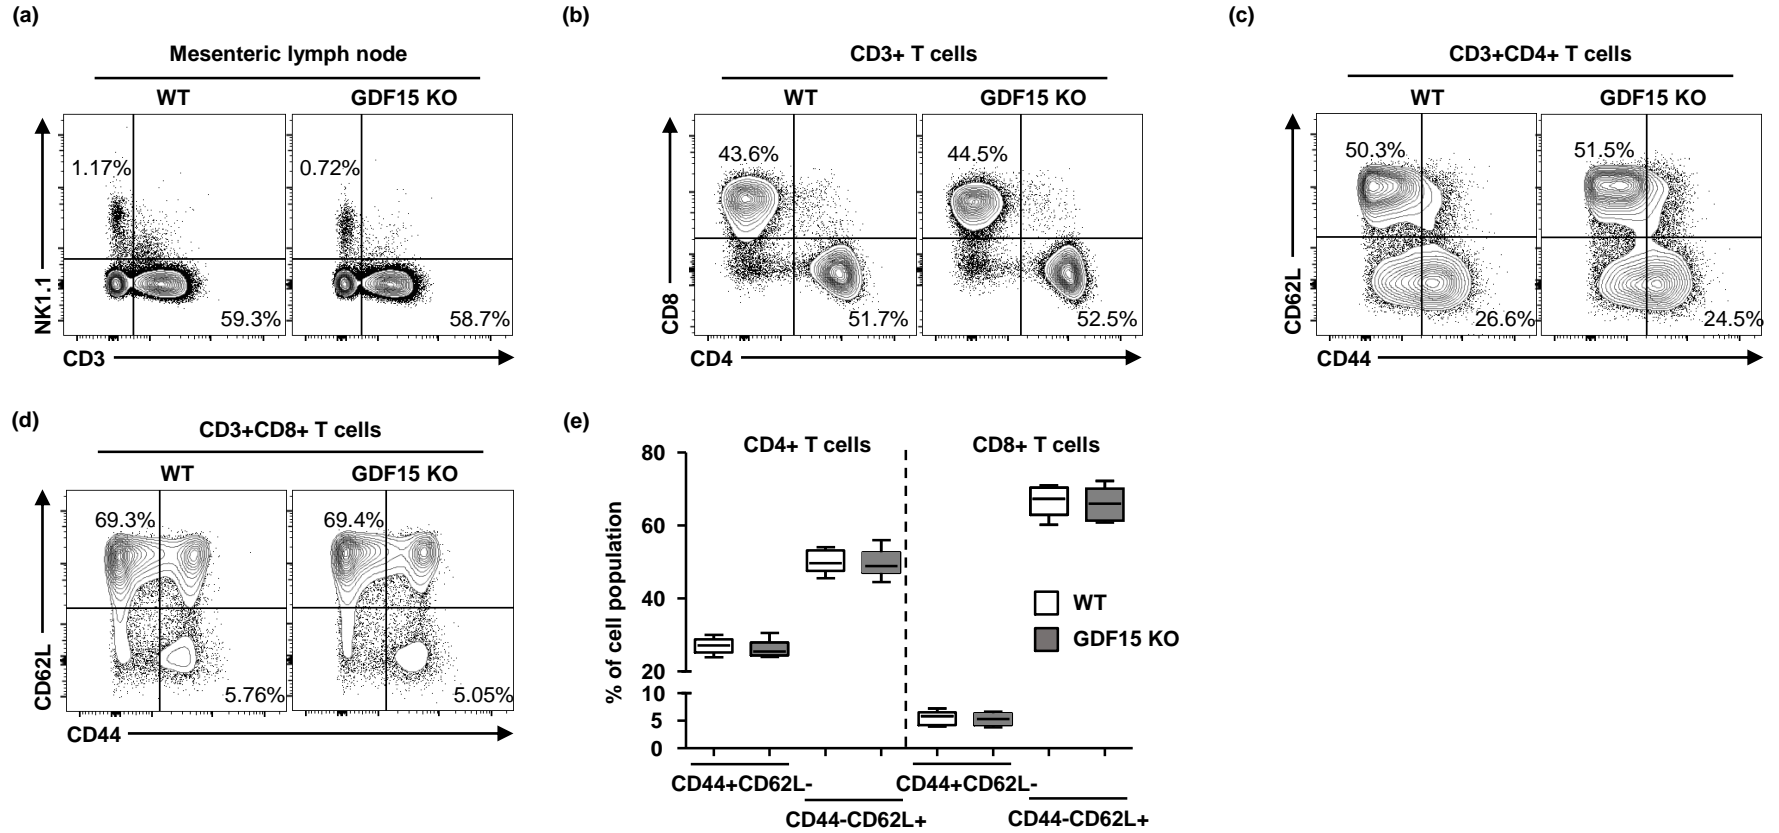 (a)
Mesenteric lymph node
WT
GDF15 KO
1.17%
0.72%
59.3%
58.7%
NK1.1
CD3
(b)
CD3+ T cells
WT
GDF15 KO
43.6%
44.5%
51.7%
52.5%
CD8
CD4
(c)
CD3+CD4+ T cells
WT
GDF15 KO
50.3%
51.5%
26.6%
24.5%
CD62L
CD44
(d)
CD3+CD8+ T cells
WT
GDF15 KO
69.3%
69.4%
5.76%
5.05%
CD62L
CD44
(e)
CD4+ T cells
CD8+ T cells
% of cell population
80
60
40
20
10
5
0
WT
GDF15 KO
CD44+CD62L-
CD44+CD62L-
CD44-CD62L+
CD44-CD62L+